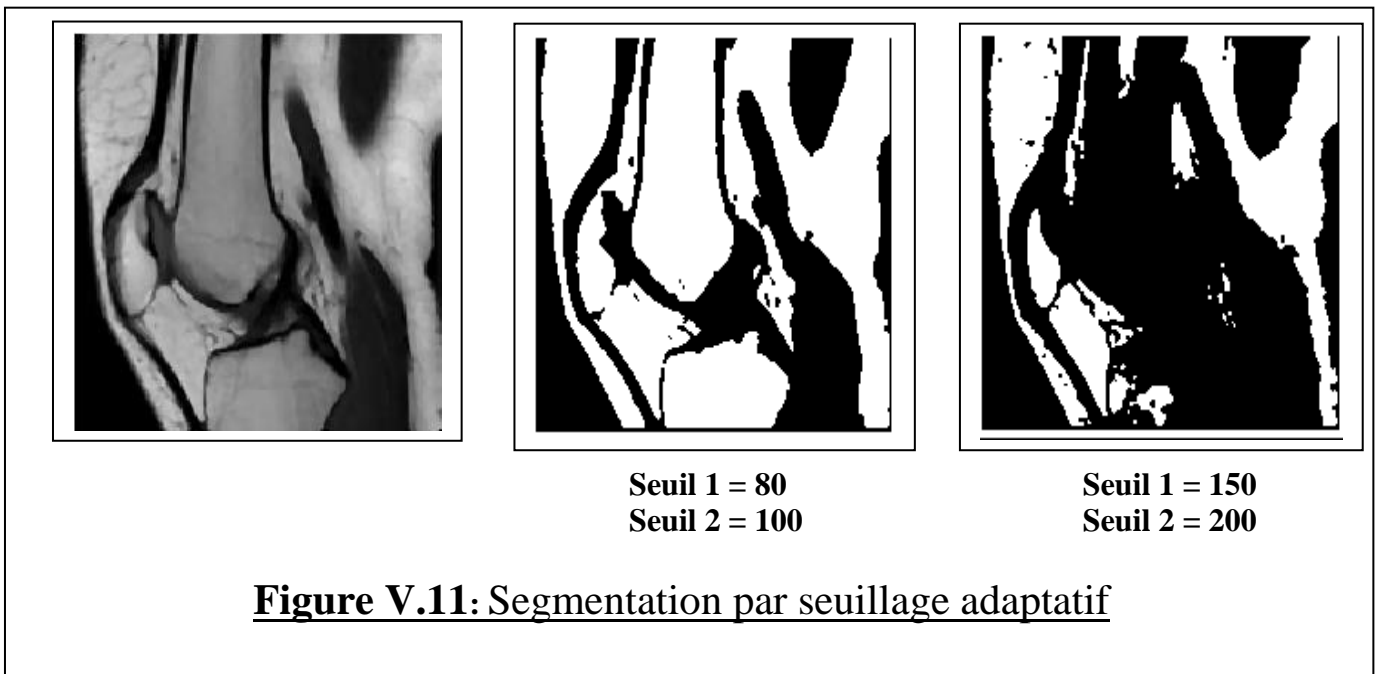 Seuil 1 = 80
Seuil 2 = 100
Seuil 1 = 150
Seuil 2 = 200
Figure V.11: Segmentation par seuillage adaptatif